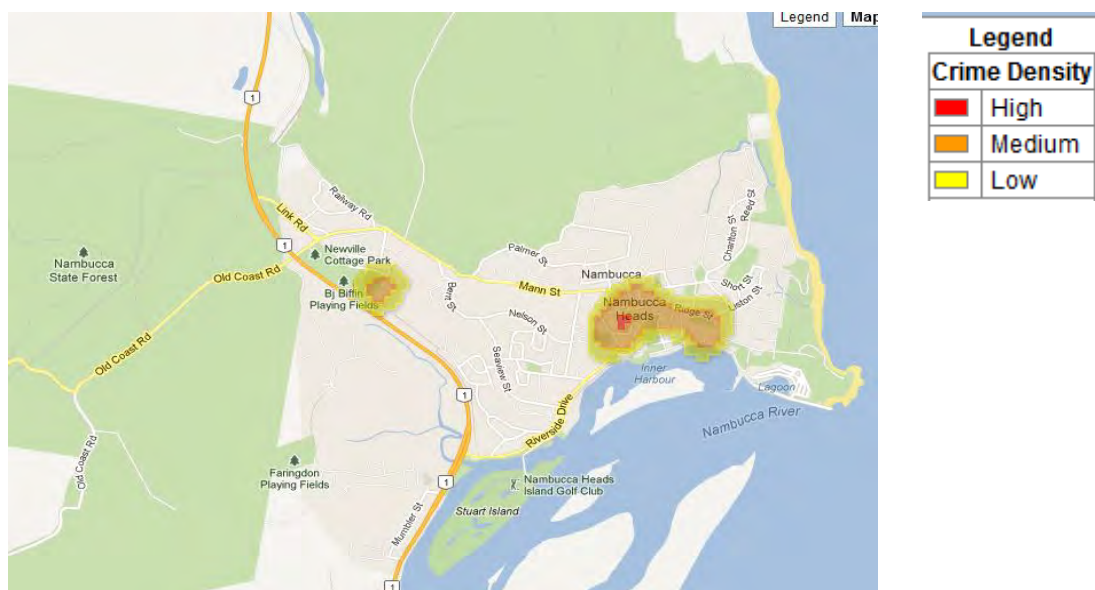 Legend
Map
1
Railway Rd
Link Rd
1
Newville
Cottage Park
Nambucca
State Forest
Old Coast Rd
Bj Biffin
Playing Fields
Palmer St
Mann St
Bent St
Nelson St
Seaview St
Nambucca
Nambucca
Heads
Ridge St
Liston St
Short St
Charlton St
Reed St
Old Coast Rd
Inner
Harbour
Lagoon
Nambucca River
Riverside Drive
1
Old Coast Rd
Faringdon
Playing Fields
1
Nambucca Heads
Island Golf Club
Stuart Island
Mumbler St
1
Legend
Crime Density
High
Medium
Low